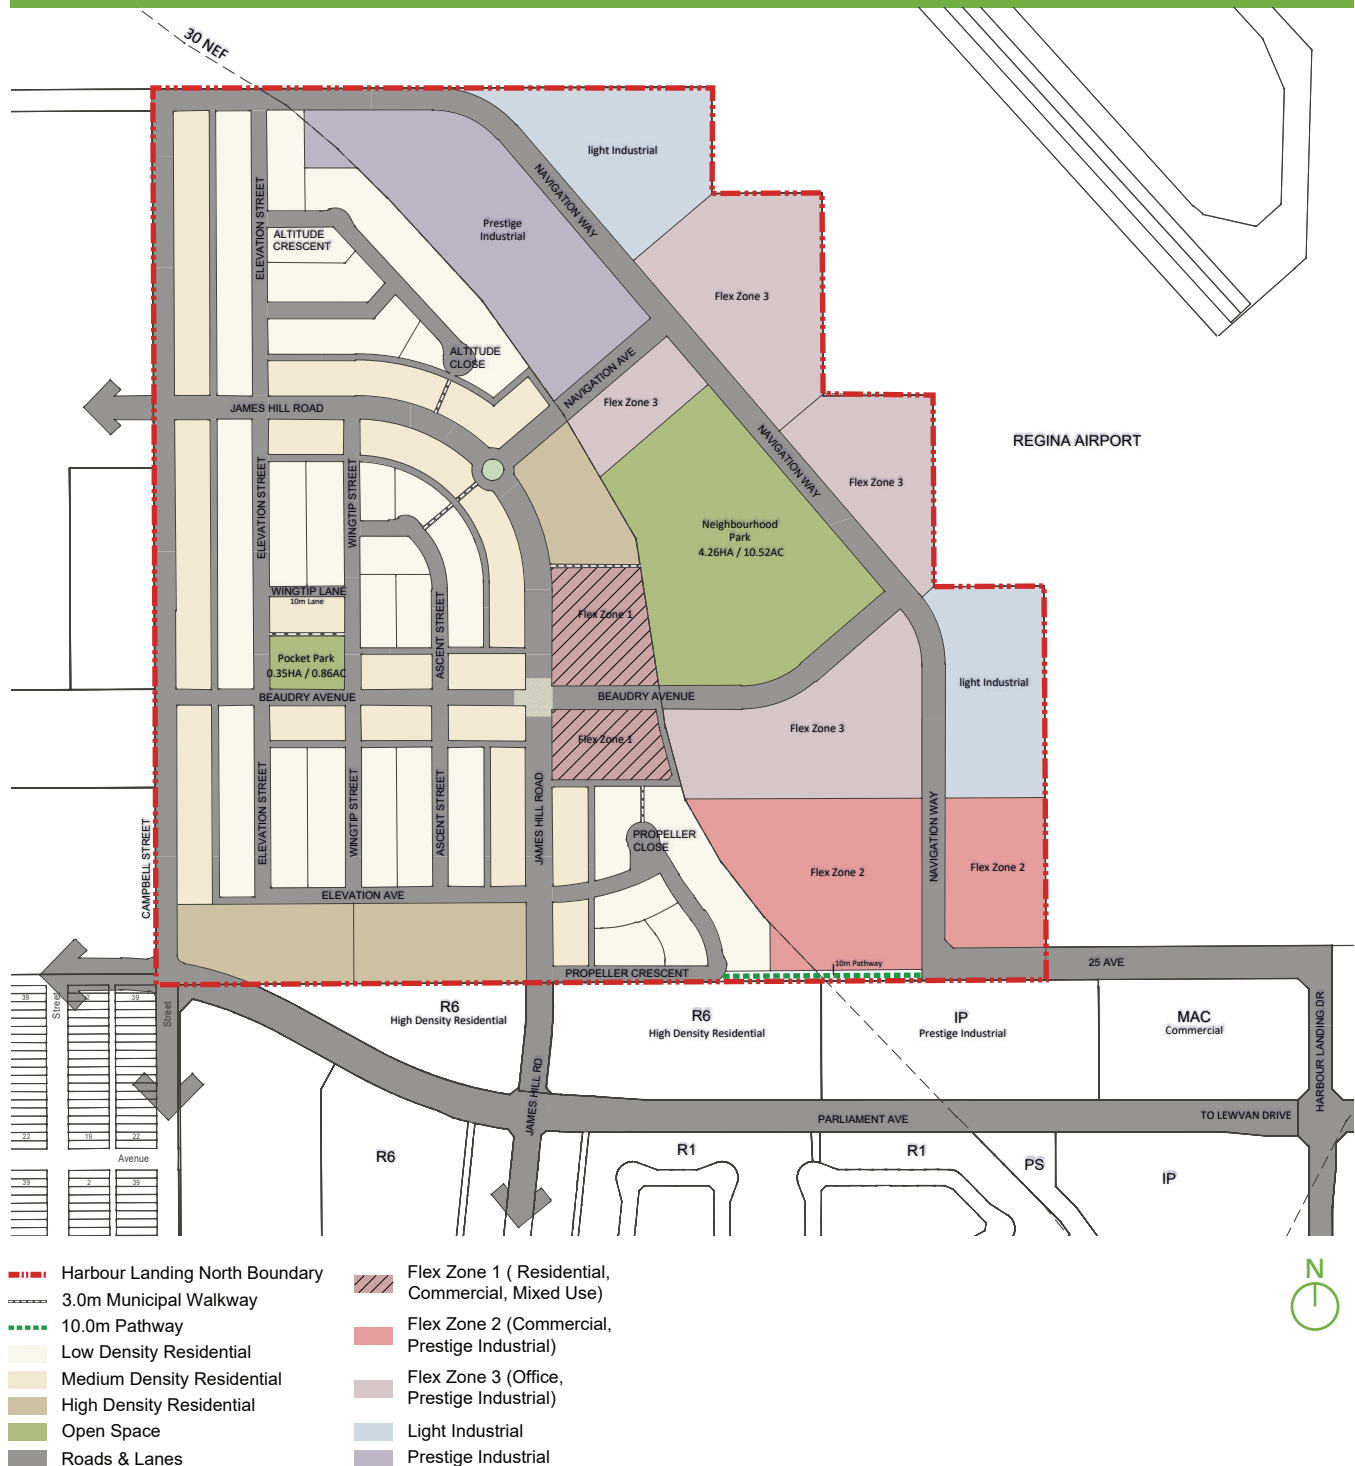 30 NEF
light Industrial
NAVIGATION WAY
Prestige
Industrial
ELEVATION STREET
ALTITUDE
CRESCENT
Flex Zone 3
ALTITUDE
CLOSE
NAVIGATION AVE
JAMES HILL ROAD
Flex Zone 3
NAVIGATION WAY
REGINA AIRPORT
Flex Zone 3
ELEVATION STREET
WINGTIP STREET
Neighbourhood
Park
4.26HA / 10.52AC
WINGTIP LANE
10m Lane
ASCENT STREET
Flex Zone 1
Pocket Park
0.35HA / 0.86AC
light Industrial
BEAUDRY AVENUE
BEAUDRY AVENUE
Flex Zone 3
Flex Zone 1
ELEVATION STREET
WINGTIP STREET
ASCENT STREET
JAMES HILL ROAD
NAVIGATION WAY
PROPELLER
CLOSE
CAMPBELL STREET
Flex Zone 2
Flex Zone 2
ELEVATION AVE
10m Pathway
25 AVE
PROPELLER CRESCENT
39
2
39
Street
Street
R6
High Density Residential
R6
High Density Residential
IP
Prestige Industrial
MAC
Commercial
HARBOUR LANDING DR
JAMES HILL RD
PARLIAMENT AVE
TO LEWVAN DRIVE
22
19
22
Avenue
39
2
39
R6
R1
R1
PS
IP
Harbour Landing North Boundary
3.0m Municipal Walkway
10.0m Pathway
Low Density Residential
Medium Density Residential
High Density Residential
Open Space
Roads & Lanes
Flex Zone 1 ( Residential,
Commercial, Mixed Use)
Flex Zone 2 (Commercial,
Prestige Industrial)
Flex Zone 3 (Office,
Prestige Industrial)
Light Industrial
Prestige Industrial
N